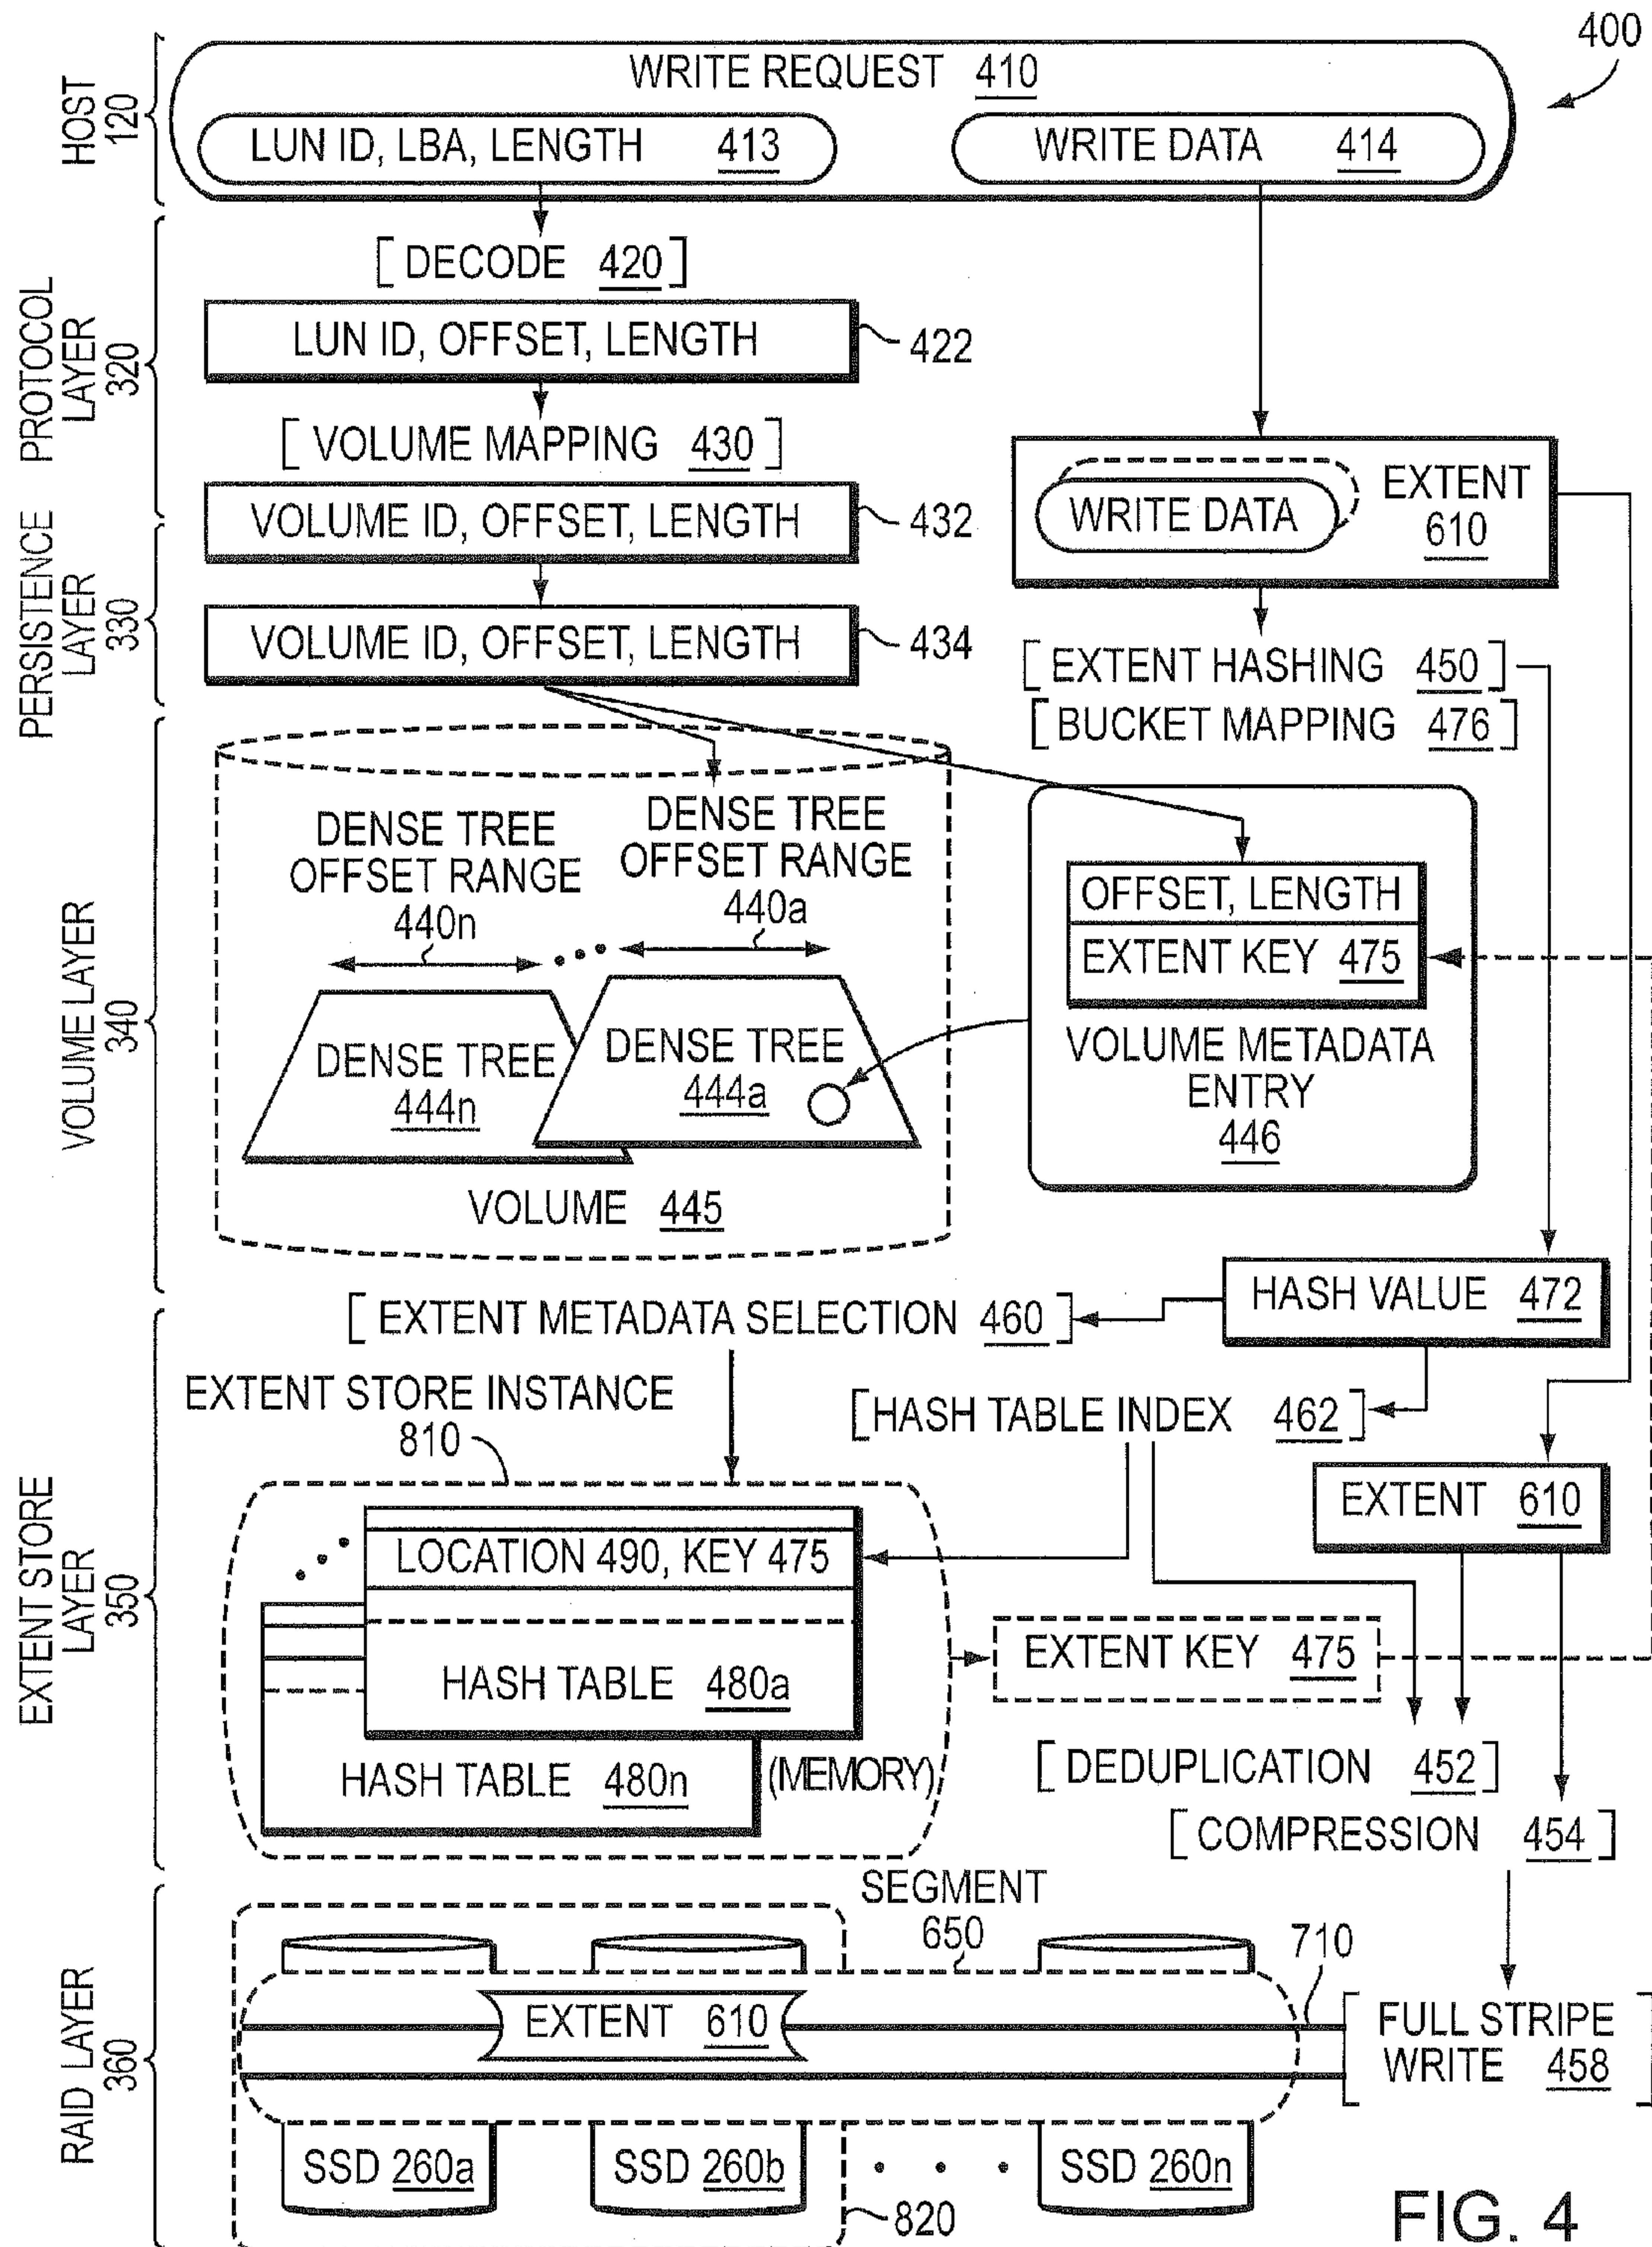 400
HOST
120
WRITE REQUEST 410
LUN ID, LBA, LENGTH 413
WRITE DATA 414
PROTOCOL
LAYER
320
[DECODE 420]
LUN ID, OFFSET, LENGTH
422
[VOLUME MAPPING 430]
VOLUME ID, OFFSET, LENGTH
432
WRITE DATA
EXTENT
610
PERSISTENCE
LAYER
330
VOLUME ID, OFFSET, LENGTH
434
[EXTENT HASHING 450]
[BUCKET MAPPING 476]
VOLUME LAYER
340
DENSE TREE
OFFSET RANGE
440n
DENSE TREE
OFFSET RANGE
440a
DENSE TREE
444n
DENSE TREE
444a
VOLUME 445
OFFSET, LENGTH
EXTENT KEY 475
VOLUME METADATA
ENTRY
446
HASH VALUE 472
EXTENT STORE
LAYER
350
[EXTENT METADATA SELECTION 460]
EXTENT STORE INSTANCE
810
[HASH TABLE INDEX 462]
EXTENT 610
LOCATION 490, KEY 475
HASH TABLE 480a
HASH TABLE 480n
(MEMORY)
EXTENT KEY 475
[DEDUPLICATION 452]
[COMPRESSION 454]
RAID LAYER
360
SEGMENT
650
710
EXTENT 610
[FULL STRIPE
WRITE 458]
SSD 260a
SSD 260b
. . .
SSD 260n
820
FIG. 4